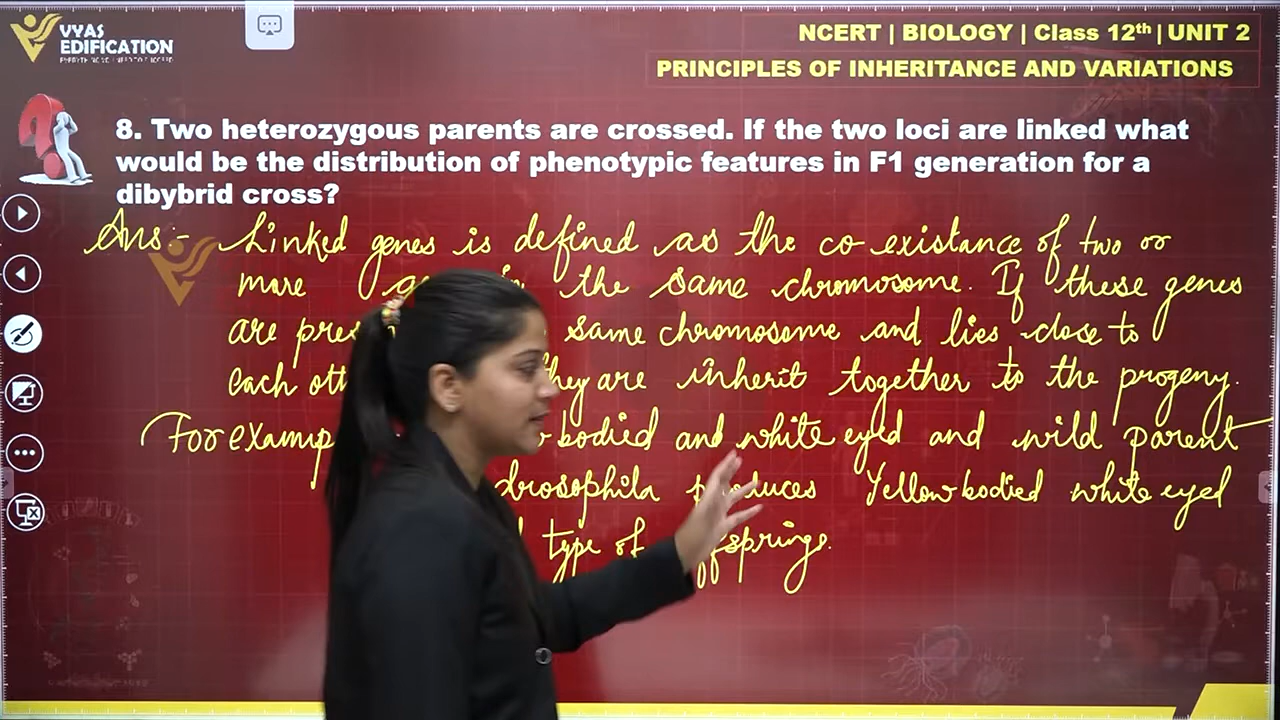 VYAS
EDIFICATION
NCERT | BIOLOGY | Class 12th | UNIT 2
PRINCIPLES OF INHERITANCE AND VARIATIONS
8. Two heterozygous parents are crossed. If the two loci are linked what
would be the distribution of phenotypic features in F1 generation for a
dibybrid cross?
Ans:- Linked genes is defined as the co-existance of two or
more in the same chromosome. If these genes
are same chromosome and lies close to
each they are inherit together to the progeny.
For bodied and white eyed and wild parent
drosophila produces Yellow bodied white eyed
type of offsprings.